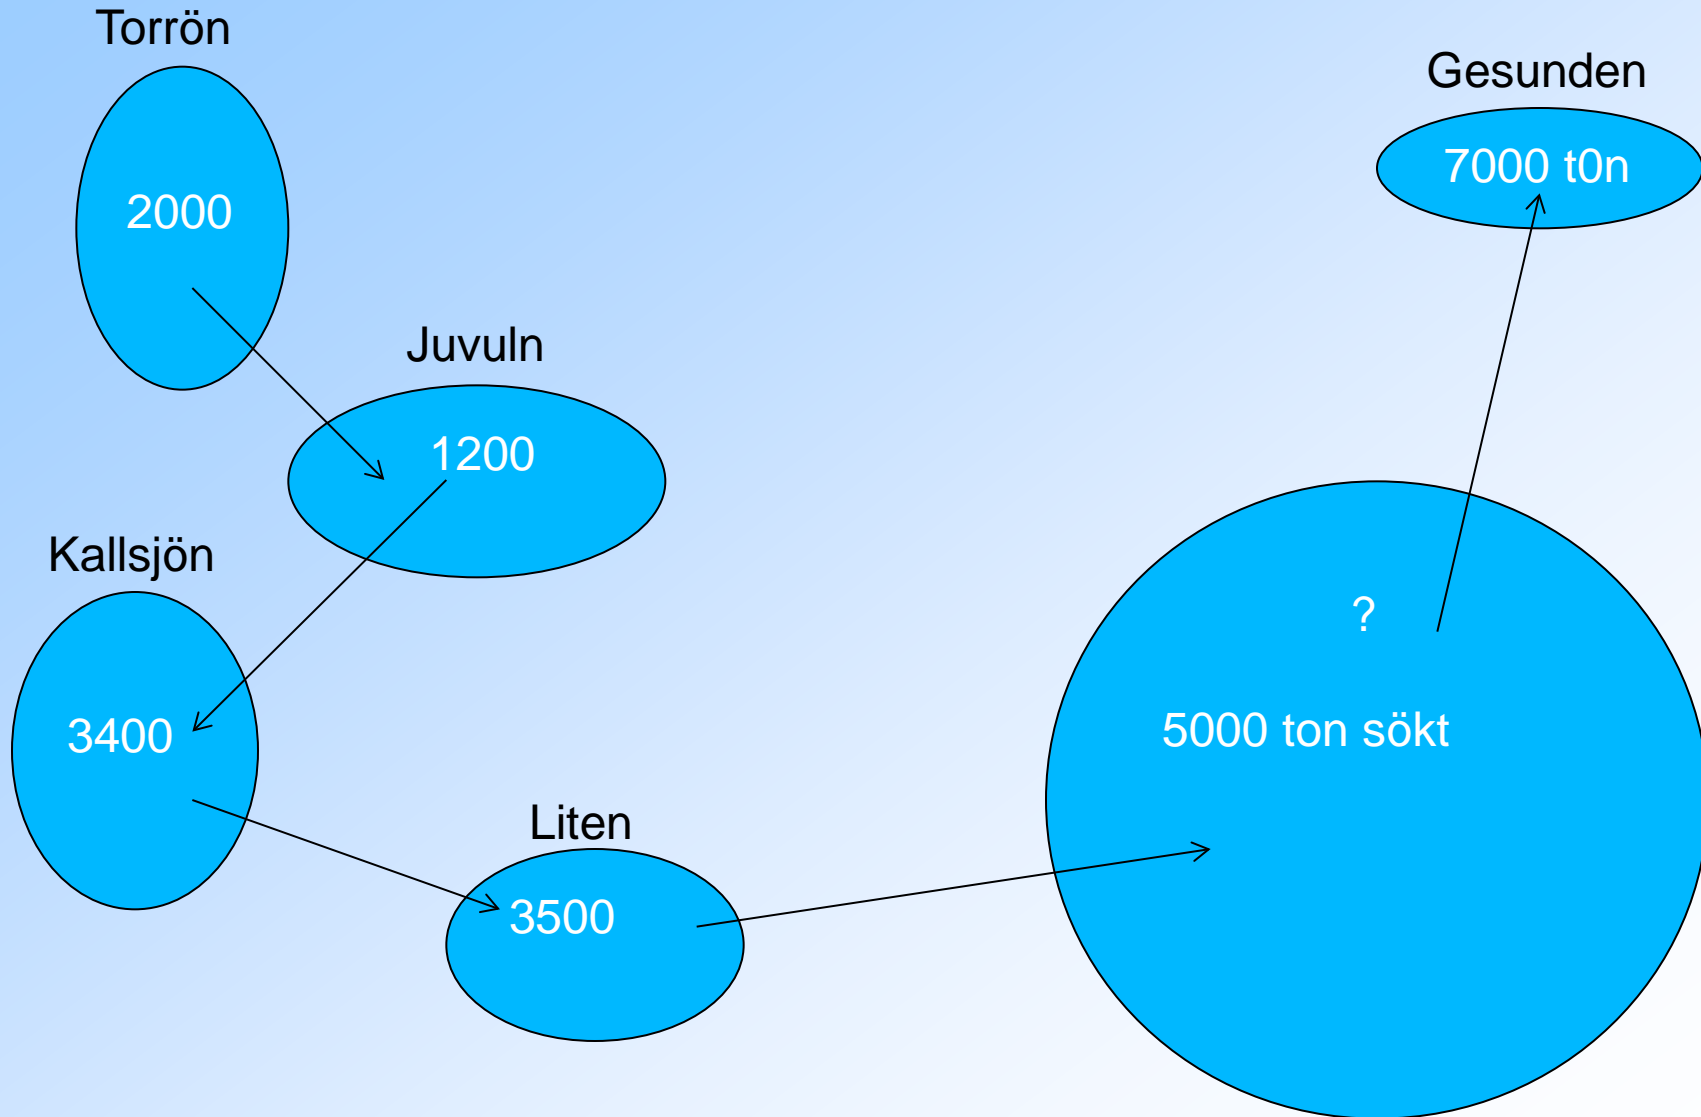 Torrön
2000
Juvuln
1200
Kallsjön
3400
Liten
3500
?
5000 ton sökt
Gesunden
7000 t0n